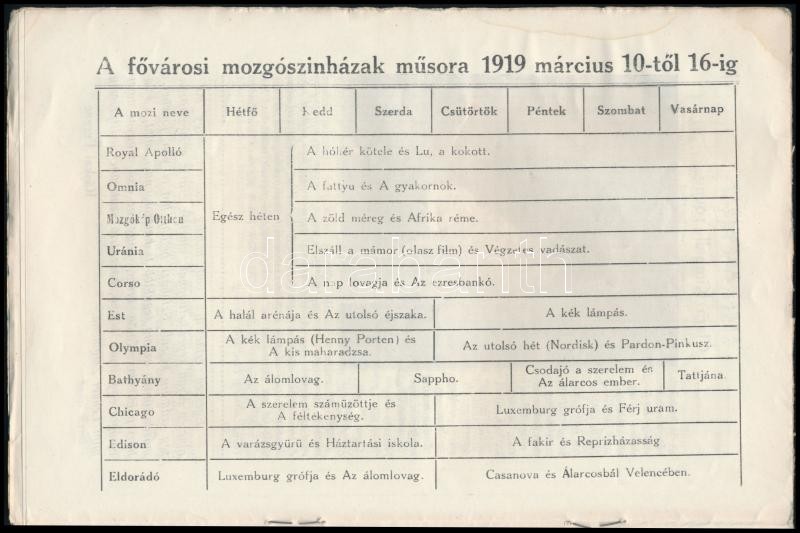 A fővárosi mozgószinházak műsora 1919 március 10-től 16-ig
A mozi neve Hétfő Kedd Szerda Csütörtök Péntek Szombat Vasárnap
Royal Apolló A hóhér kötele és Lu, a kokott.
Omnia A fattyu és A gyakornok.
Mozgókép Otthon Egész héten A zöld méreg és Afrika réme.
Uránia Elszáll a mámor (olasz film) és Végzetes vadászat.
Corso A nap lovagja és Az ezresbankó.
Est A halál arénája és Az utolsó éjszaka. A kék lámpás.
Olympia A kék lámpás (Henny Porten) és
A kis maharadzsa. Az utolsó hét (Nordisk) és Pardon-Pinkusz.
Bathyány Az álomlovag. Sappho. Csodajó a szerelem és
Az álarcos ember. Tattjána.
Chicago A szerelem száműzöttje és
A féltékenység. Luxemburg grófja és Férj uram.
Edison A varázsgyürü és Háztartási iskola. A fakir és Reprizházasság
Eldorádó Luxemburg grófja és Az álomlovag. Casanova és Álarcosbál Velencében.
darabanth